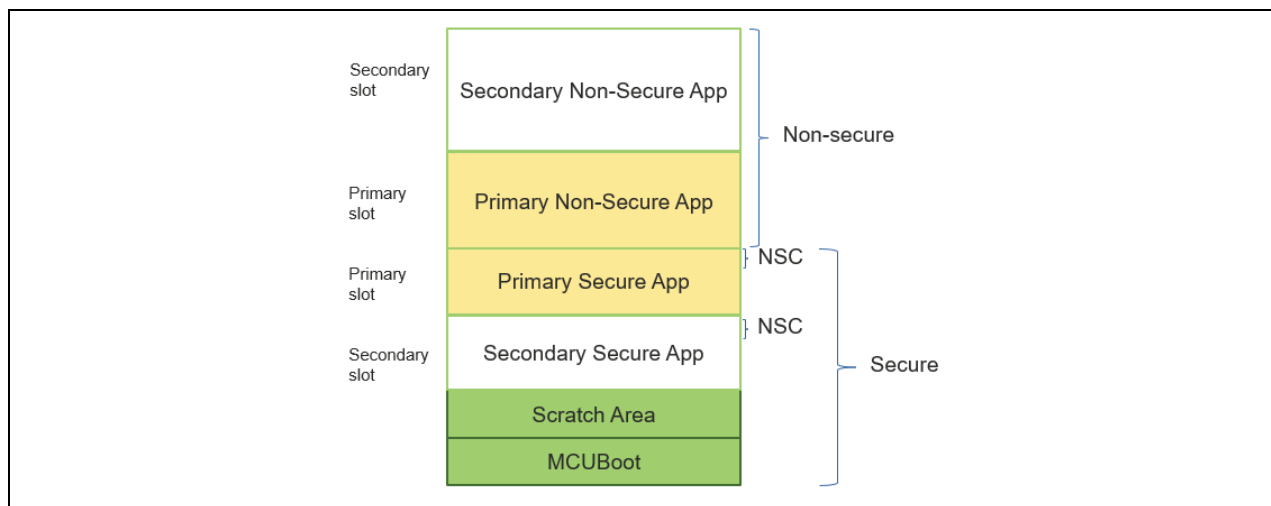 Secondary
slot
Secondary Non-Secure App
Non-secure
Primary
slot
Primary Non-Secure App
NSC
Primary
slot
Primary Secure App
NSC
Secondary
slot
Secondary Secure App
Secure
Scratch Area
MCUBoot